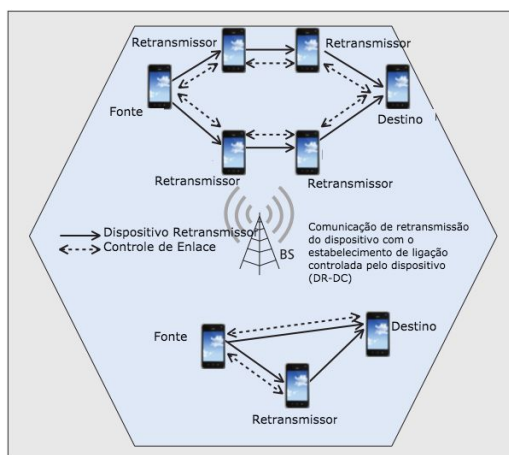 Retransmissor
Retransmissor
Fonte
Destino
Retransmissor
Retransmissor
Dispositivo Retransmissor
Controle de Enlace
BS
Comunicação de retransmissão
do dispositivo com o
estabelecimento de ligação
controlada pelo dispositivo
(DR-DC)
Fonte
Destino
Retransmissor